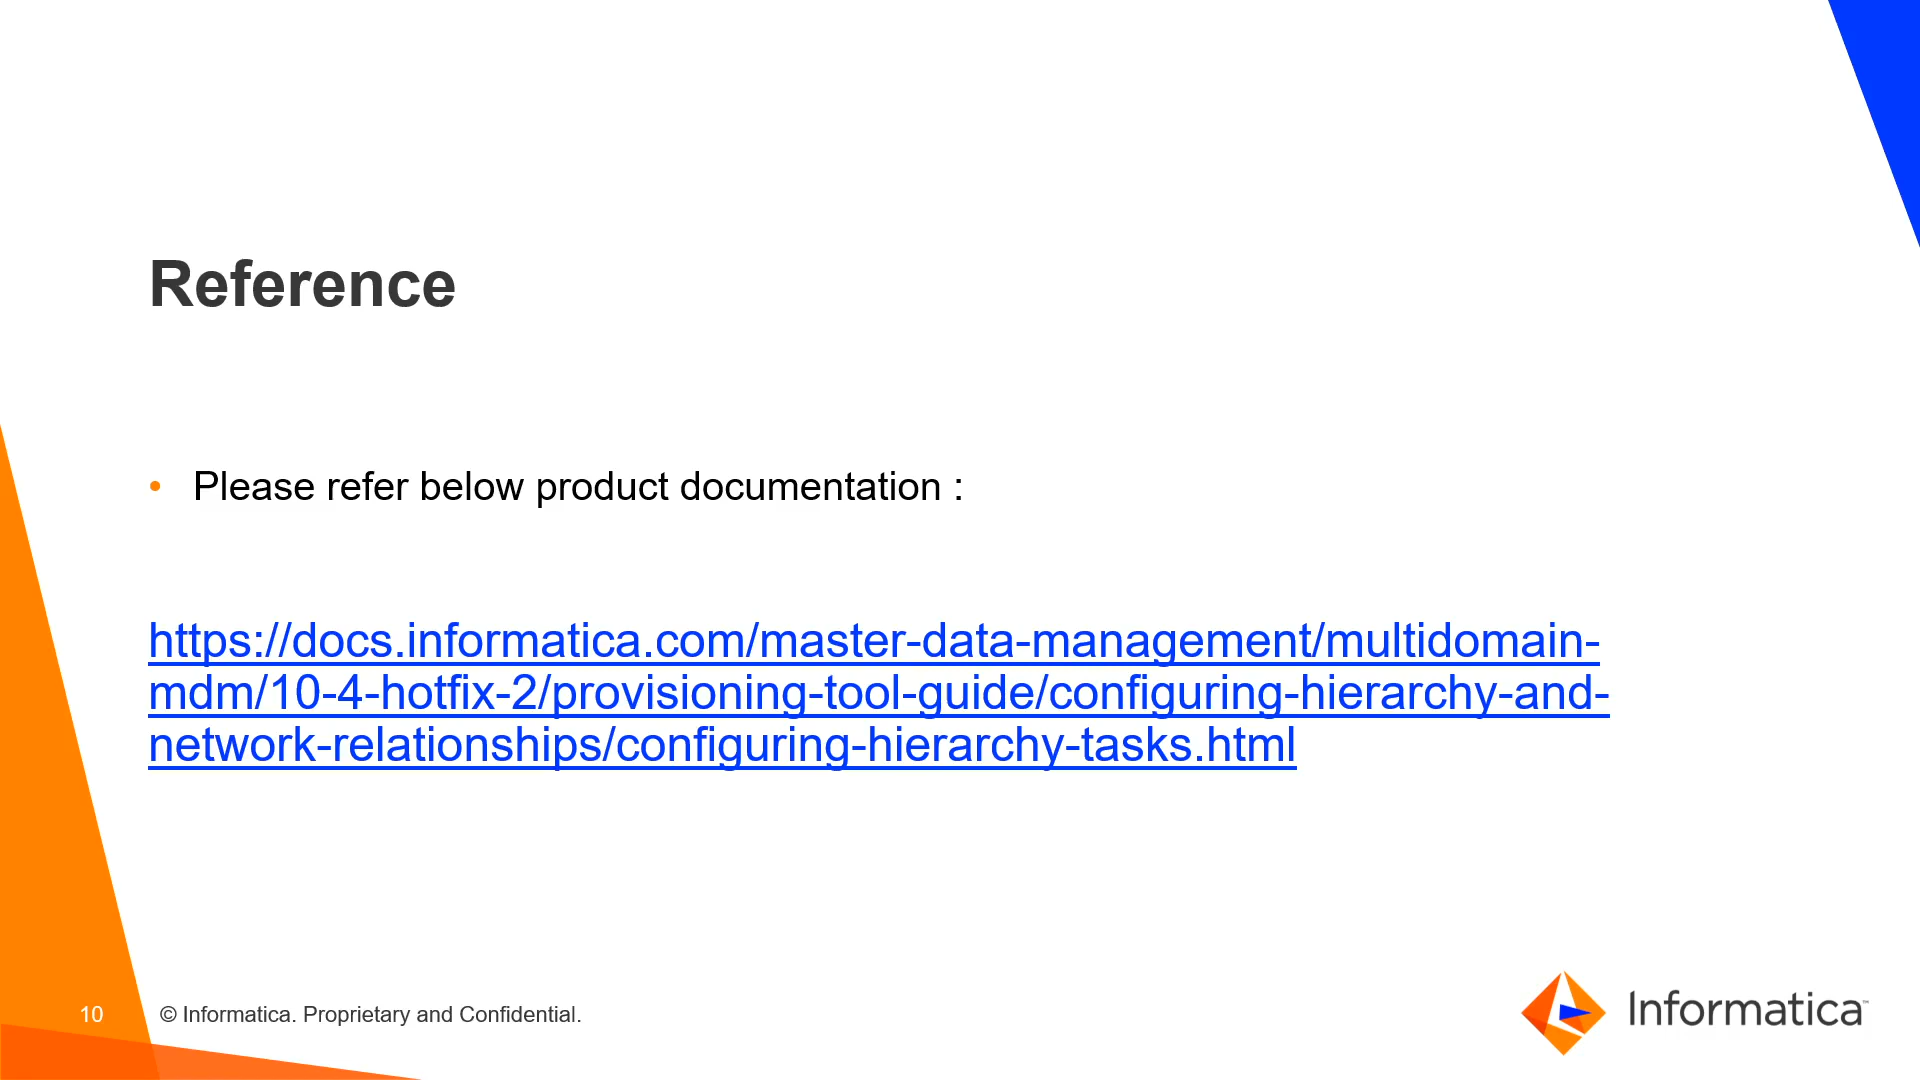 Reference
• Please refer below product documentation :
https://docs.informatica.com/master-data-management/multidomain-
mdm/10-4-hotfix-2/provisioning-tool-guide/configuring-hierarchy-and-
network-relationships/configuring-hierarchy-tasks.html
10 © Informatica. Proprietary and Confidential.
Informatica™